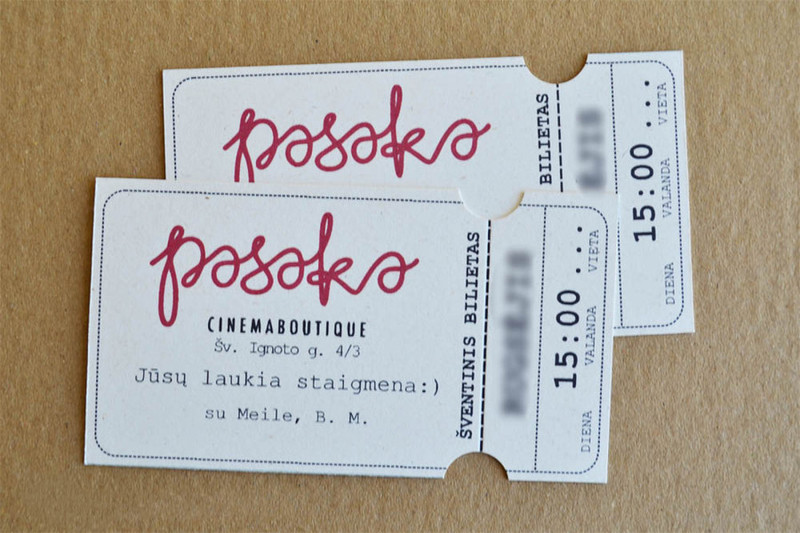 pasaka
BILIETAS
15:00 ...
DIENA VALANDA VIETA
pasaka
CINEMABOUTIQUE
Šv. Ignoto g. 4/3
Jūsų laukia staigmena:)
su Meile, B. M.
ŠVENTINIS BILIETAS
15:00 ...
DIENA VALANDA VIETA